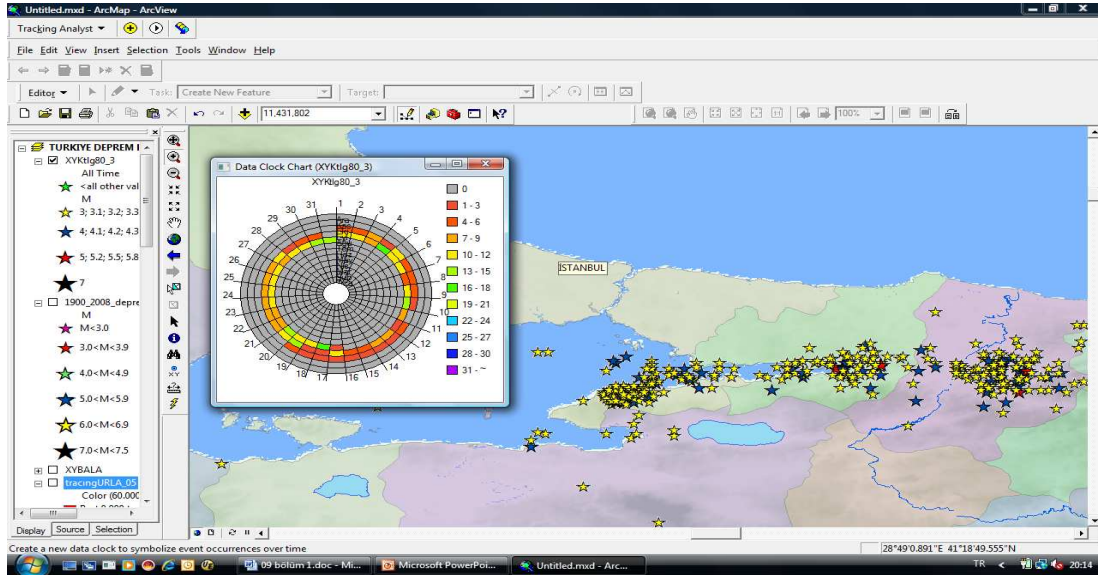 Untitled.mxd - ArcMap - ArcView
Tracking Analyst
File Edit View Insert Selection Tools Window Help
Editor Task: Create New Feature Target:
11,431,802 100%
TURKIYE DEPREM
XYKtlg80_3
All Time
<all other val
M
3; 3.1; 3.2; 3.3
4; 4.1; 4.2; 4.3
5; 5.2; 5.5; 5.8
7
1900_2008_depre
M
M<3.0
3.0<M<3.9
4.0<M<4.9
5.0<M<5.9
6.0<M<6.9
7.0<M<7.5
XYBALA
tracingURLA_05
Color (60.000
Display Source Selection
Data Clock Chart (XYKtlg80_3)
XYKtlg80_3
1
2
3
4
5
6
7
8
9
10
11
12
13
14
15
16
17
18
19
20
21
22
23
24
25
26
27
28
29
30
31
0
1 - 3
4 - 6
7 - 9
10 - 12
13 - 15
16 - 18
19 - 21
22 - 24
25 - 27
28 - 30
31 - ~
İSTANBUL
Create a new data clock to symbolize event occurrences over time
28°49'0.891"E 41°18'49.555"N
09 bölüm 1.doc - Mi...
Microsoft PowerPoi...
Untitled.mxd - Arc...
TR
20:14